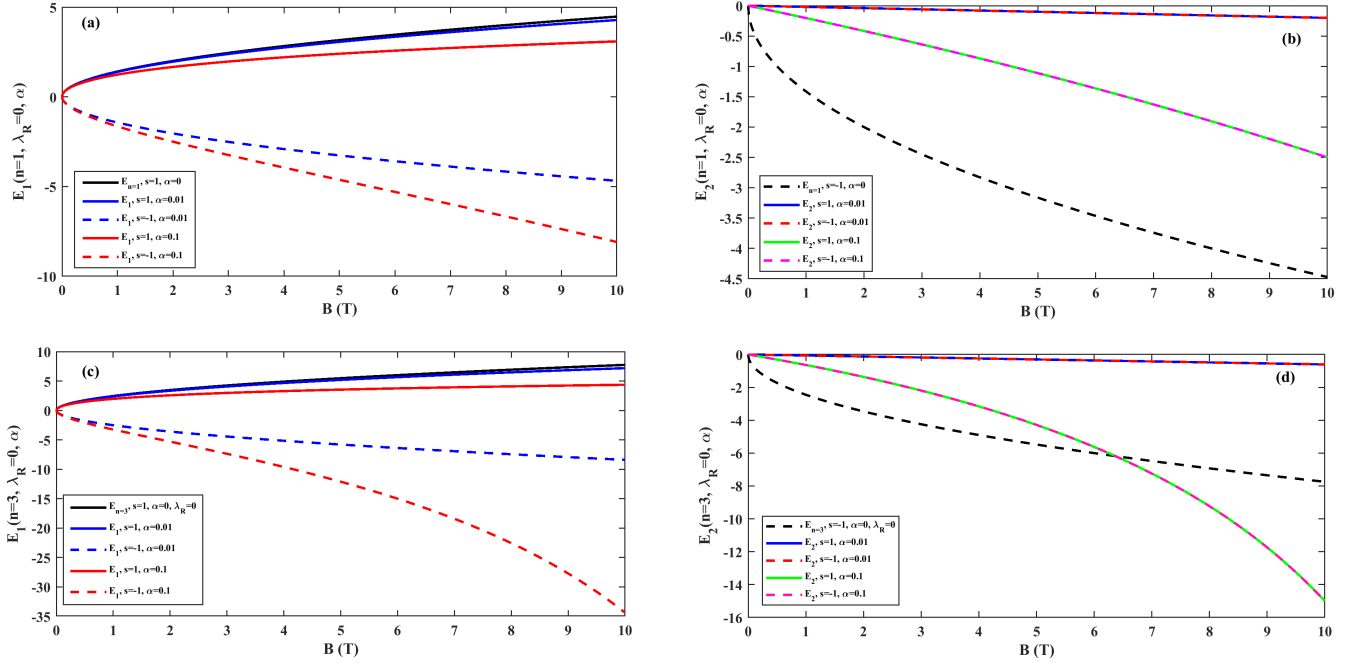 (a)
5
0
-5
-10
E1(n=1, λR=0, α)
En=1, s=1, α=0
E1, s=1, α=0.01
E1, s=-1, α=0.01
E1, s=1, α=0.1
E1, s=-1, α=0.1
0 1 2 3 4 5 6 7 8 9 10
B (T)
(b)
0
-0.5
-1
-1.5
-2
-2.5
-3
-3.5
-4
-4.5
E2(n=1, λR=0, α)
En=1, s=-1, α=0
E2, s=1, α=0.01
E2, s=-1, α=0.01
E2, s=1, α=0.1
E2, s=-1, α=0.1
0 1 2 3 4 5 6 7 8 9 10
B (T)
(c)
10
5
0
-5
-10
-15
-20
-25
-30
-35
E1(n=3, λR=0, α)
En=3, s=1, α=0, λR=0
E1, s=1, α=0.01
E1, s=-1, α=0.01
E1, s=1, α=0.1
E1, s=-1, α=0.1
0 1 2 3 4 5 6 7 8 9 10
B (T)
(d)
0
-2
-4
-6
-8
-10
-12
-14
-16
E2(n=3, λR=0, α)
En=3, s=-1, α=0, λR=0
E2, s=1, α=0.01
E2, s=-1, α=0.01
E2, s=1, α=0.1
E2, s=-1, α=0.1
0 1 2 3 4 5 6 7 8 9 10
B (T)